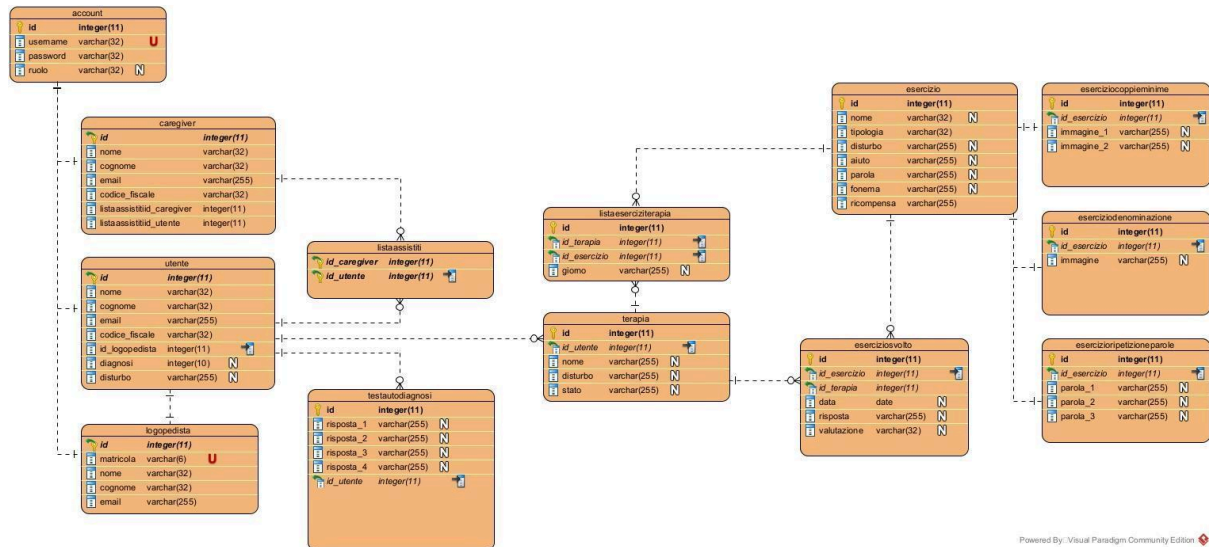 account
id integer(11)
username varchar(32) U
password varchar(32)
ruolo varchar(32) N
caregiver
id integer(11)
nome varchar(32)
cognome varchar(32)
email varchar(255)
codice_fiscale varchar(32)
listaassistitiid_caregiver integer(11)
listaassistitiid_utente integer(11)
utente
id integer(11)
nome varchar(32)
cognome varchar(32)
email varchar(255)
codice_fiscale varchar(32)
id_logopedista integer(11)
diagnosi integer(10) N
disturbo varchar(255) N
logopedista
id integer(11)
matricola varchar(6) U
nome varchar(32)
cognome varchar(32)
email varchar(255)
listaassistiti
id_caregiver integer(11)
id_utente integer(11)
testautodiagnosi
id integer(11)
risposta_1 varchar(255) N
risposta_2 varchar(255) N
risposta_3 varchar(255) N
risposta_4 varchar(255) N
id_utente integer(11)
listaeserciziterapia
id integer(11)
id_terapia integer(11)
id_esercizio integer(11)
giorno varchar(255) N
terapia
id integer(11)
id_utente integer(11)
nome varchar(255) N
disturbo varchar(255) N
stato varchar(255) N
esercizio
id integer(11)
nome varchar(32) N
tipologia varchar(32)
disturbo varchar(255) N
aiuto varchar(255) N
parola varchar(255) N
fonema varchar(255) N
ricompensa varchar(255)
eserciziosvolto
id integer(11)
id_esercizio integer(11)
id_terapia integer(11)
data date N
risposta varchar(255) N
valutazione varchar(32) N
eserciziocoppieminime
id integer(11)
id_esercizio integer(11)
immagine_1 varchar(255) N
immagine_2 varchar(255) N
eserciziodenominazione
id integer(11)
id_esercizio integer(11)
immagine varchar(255) N
esercizioripetizioneparole
id integer(11)
id_esercizio integer(11)
parola_1 varchar(255) N
parola_2 varchar(255) N
parola_3 varchar(255) N
Powered By: Visual Paradigm Community Edition